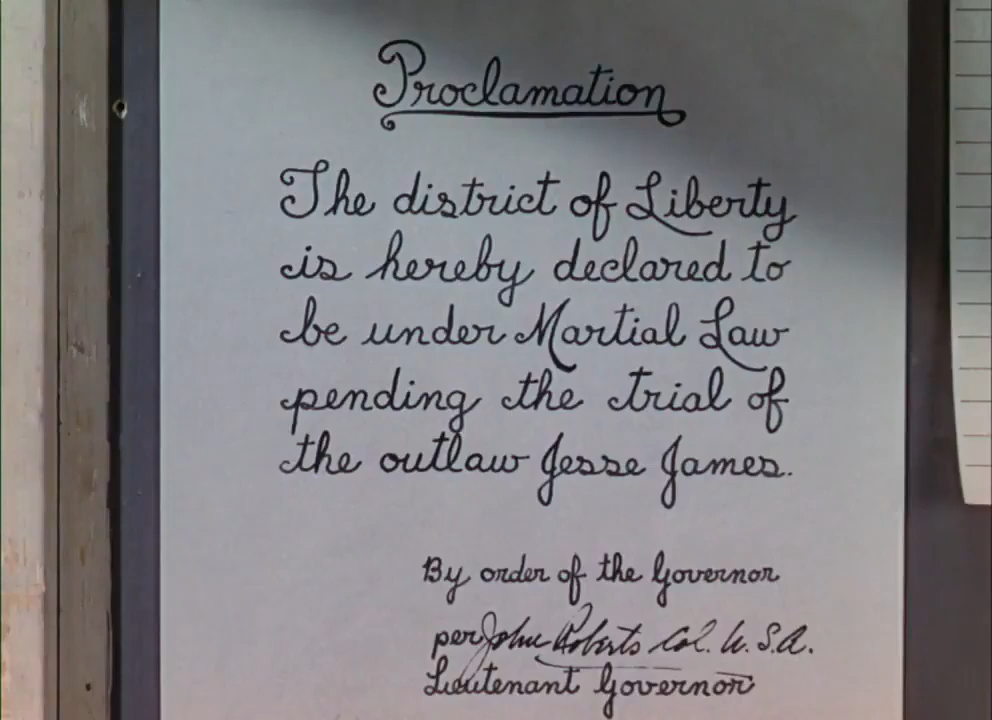 Proclamation
The district of Liberty
is hereby declared to
be under Martial Law
pending the trial of
the outlaw Jesse James.
By order of the Governor
per John Roberts Col. U.S.A.
Lieutenant Governor